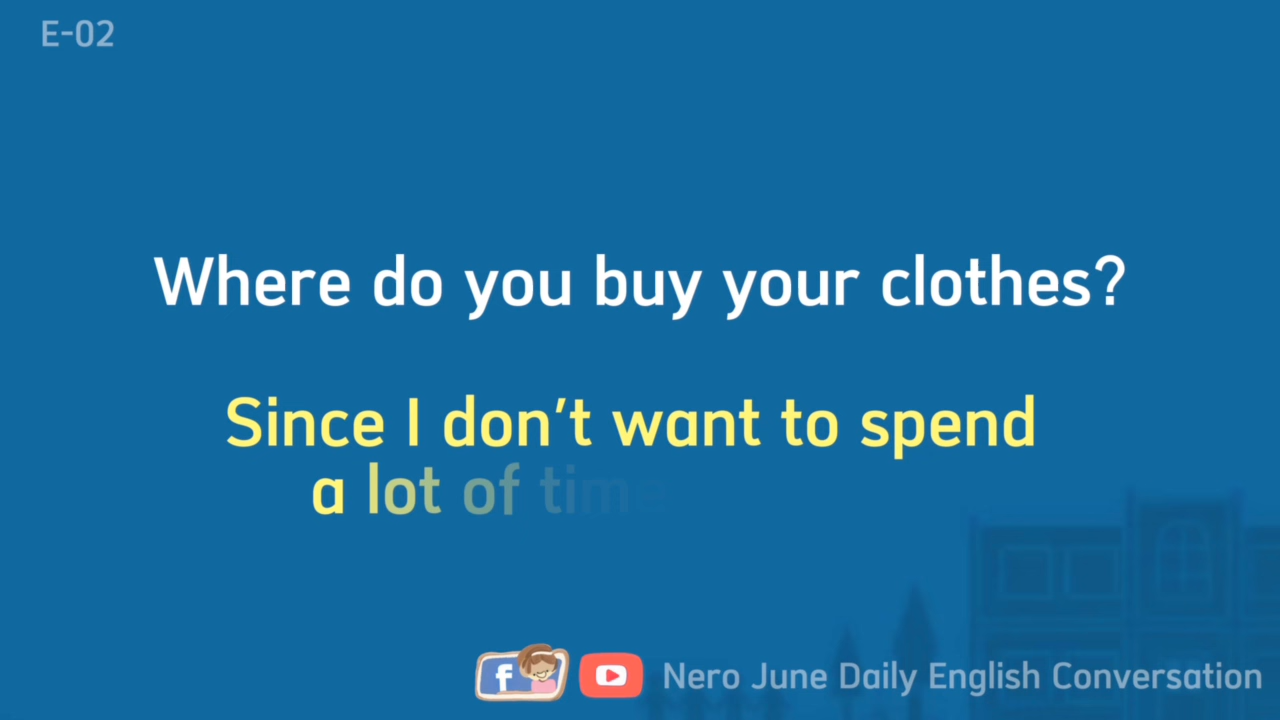 E-02
Where do you buy your clothes?
Since I don’t want to spend
a lot of time
f
Nero June Daily English Conversation